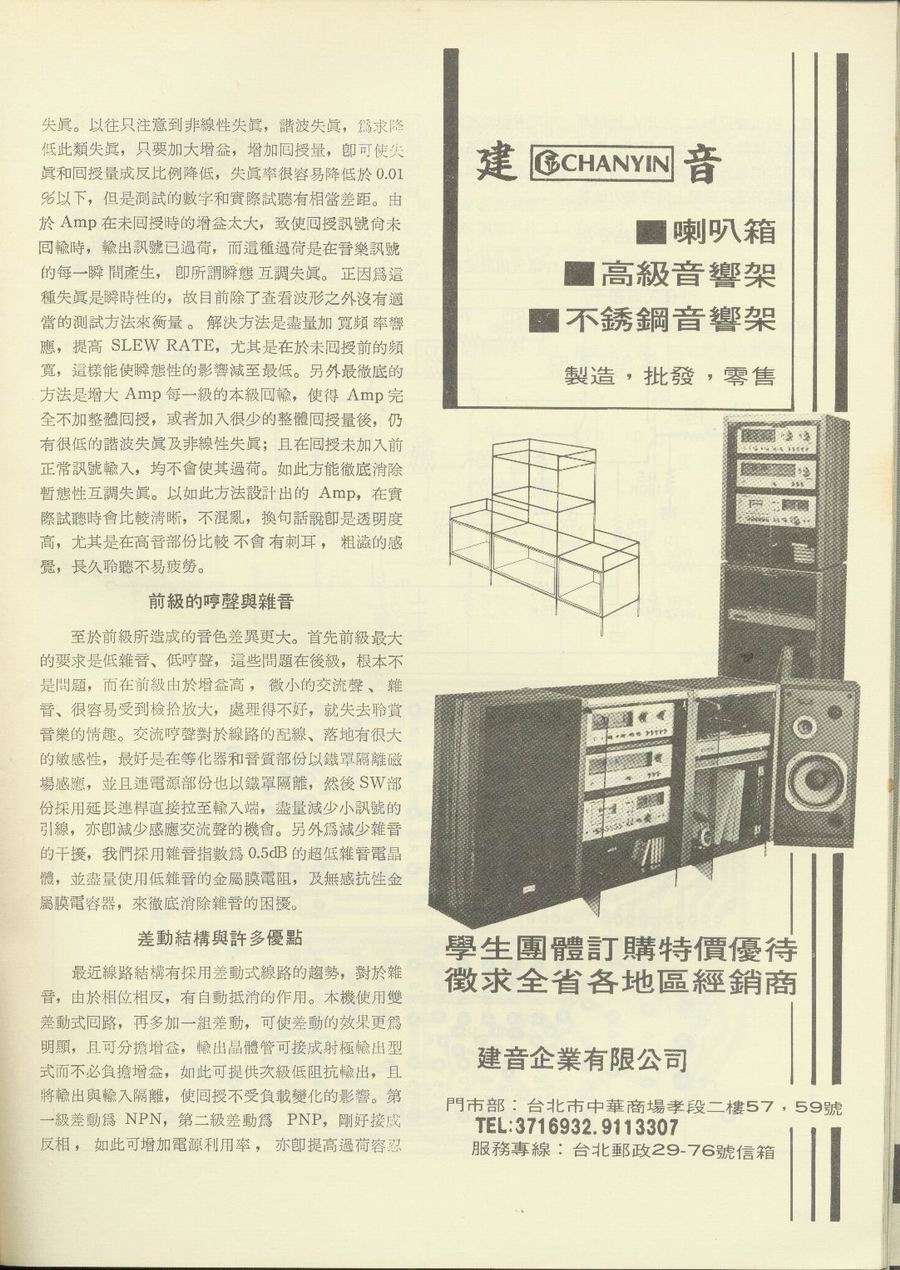 失眞。以往只注意到非線性失眞，諧波失眞，爲求降
低此類失眞，只要加大增益，增加囘授量，卽可使失
眞和囘授量成反比例降低，失眞率很容易降低於 0.01
%以下，但是測試的數字和實際試聽有相當差距。由
於 Amp 在未囘授時的增益太大，致使囘授訊號尙未
囘輸時，輸出訊號已過荷，而這種過荷是在音樂訊號
的每一瞬間產生，卽所謂瞬態互調失眞。正因爲這
種失眞是瞬時性的，故目前除了查看波形之外沒有適
當的測試方法來衡量。解決方法是盡量加寬頻率響
應，提高 SLEW RATE，尤其是在於未囘授前的頻
寬，這樣能使瞬態性的影響減至最低。另外最徹底的
方法是增大 Amp 每一級的本級囘輸，使得 Amp 完
全不加整體囘授，或者加入很少的整體囘授量後，仍
有很低的諧波失眞及非線性失眞；且在囘授未加入前
正常訊號輸入，均不會使其過荷。如此方能徹底消除
暫態性互調失眞。以如此方法設計出的 Amp，在實
際試聽時會比較淸晰，不混亂，換句話說卽是透明度
高，尤其是在高音部份比較不會有刺耳，粗澁的感
覺，長久聆聽不易疲勞。
前級的哼聲與雜音
至於前級所造成的音色差異更大。首先前級最大
的要求是低雜音、低哼聲，這些問題在後級，根本不
是問題，而在前級由於增益高，微小的交流聲、雜
音、很容易受到檢拾放大，處理得不好，就失去聆賞
音樂的情趣。交流哼聲對於線路的配線、落地有很大
的敏感性，最好是在等化器和音質部份以鐵罩隔離磁
場感應，並且連電源部份也以鐵罩隔離，然後 SW 部
份採用延長連桿直接拉至輸入端，盡量減少小訊號的
引線，亦卽減少感應交流聲的機會。另外爲減少雜音
的干擾，我們採用雜音指數爲 0.5dB 的超低雜音電晶
體，並盡量使用低雜音的金屬膜電阻，及無感抗性金
屬膜電容器，來徹底消除雜音的困擾。
差動結構與許多優點
最近線路結構有採用差動式線路的趨勢，對於雜
音，由於相位相反，有自動抵消的作用。本機使用雙
差動式囘路，再多加一組差動，可使差動的效果更爲
明顯，且可分擔增益，輸出晶體管可接成射極輸出型
式而不必負擔增益，如此可提供次級低阻抗輸出，且
將輸出與輸入隔離，使囘授不受負載變化的影響。第
一級差動爲 NPN，第二級差動爲 PNP，剛好接成
反相，如此可增加電源利用率，亦卽提高過荷容忍
建 CHANYIN 音
■喇叭箱
■高級音響架
■不銹鋼音響架
製造，批發，零售
學生團體訂購特價優待
徵求全省各地區經銷商
建音企業有限公司
門市部：台北市中華商場孝段二樓57，59號
TEL:3716932.9113307
服務專線：台北郵政29-76號信箱